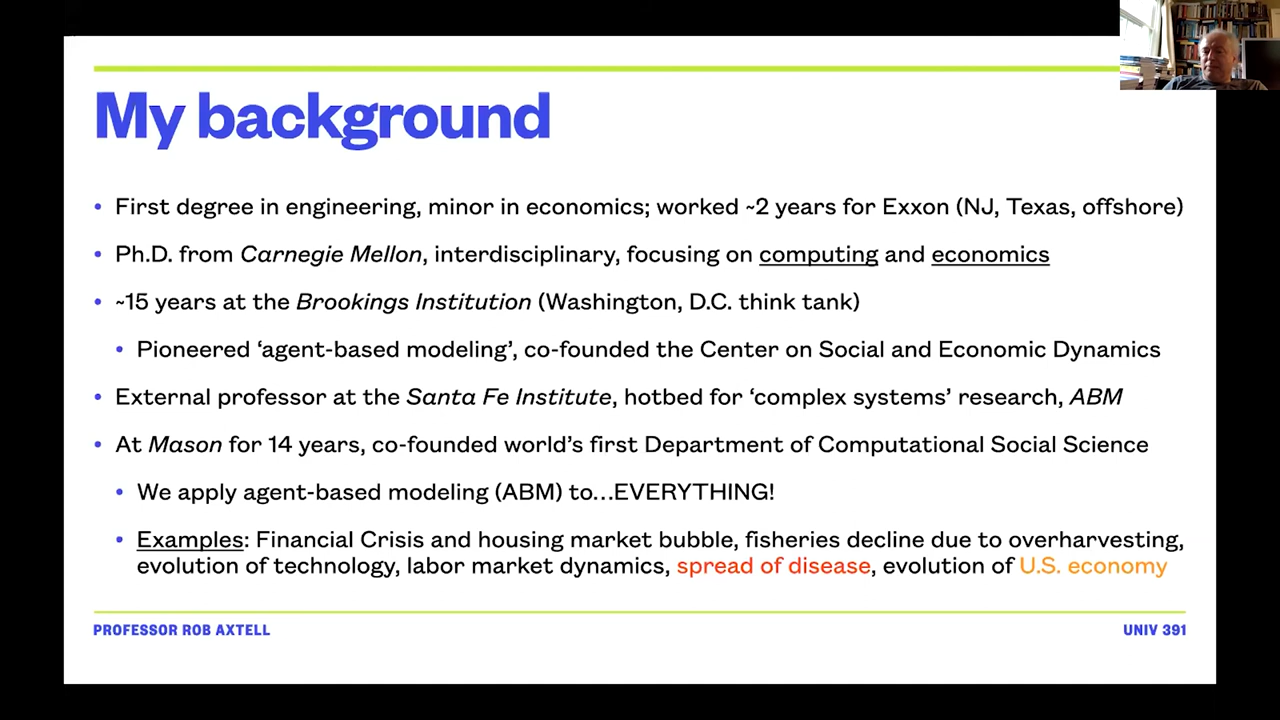 My background
• First degree in engineering, minor in economics; worked ~2 years for Exxon (NJ, Texas, offshore)
• Ph.D. from Carnegie Mellon, interdisciplinary, focusing on computing and economics
• ~15 years at the Brookings Institution (Washington, D.C. think tank)
• Pioneered ‘agent-based modeling’, co-founded the Center on Social and Economic Dynamics
• External professor at the Santa Fe Institute, hotbed for ‘complex systems’ research, ABM
• At Mason for 14 years, co-founded world’s first Department of Computational Social Science
• We apply agent-based modeling (ABM) to…EVERYTHING!
• Examples: Financial Crisis and housing market bubble, fisheries decline due to overharvesting,
evolution of technology, labor market dynamics, spread of disease, evolution of U.S. economy
PROFESSOR ROB AXTELL
UNIV 391